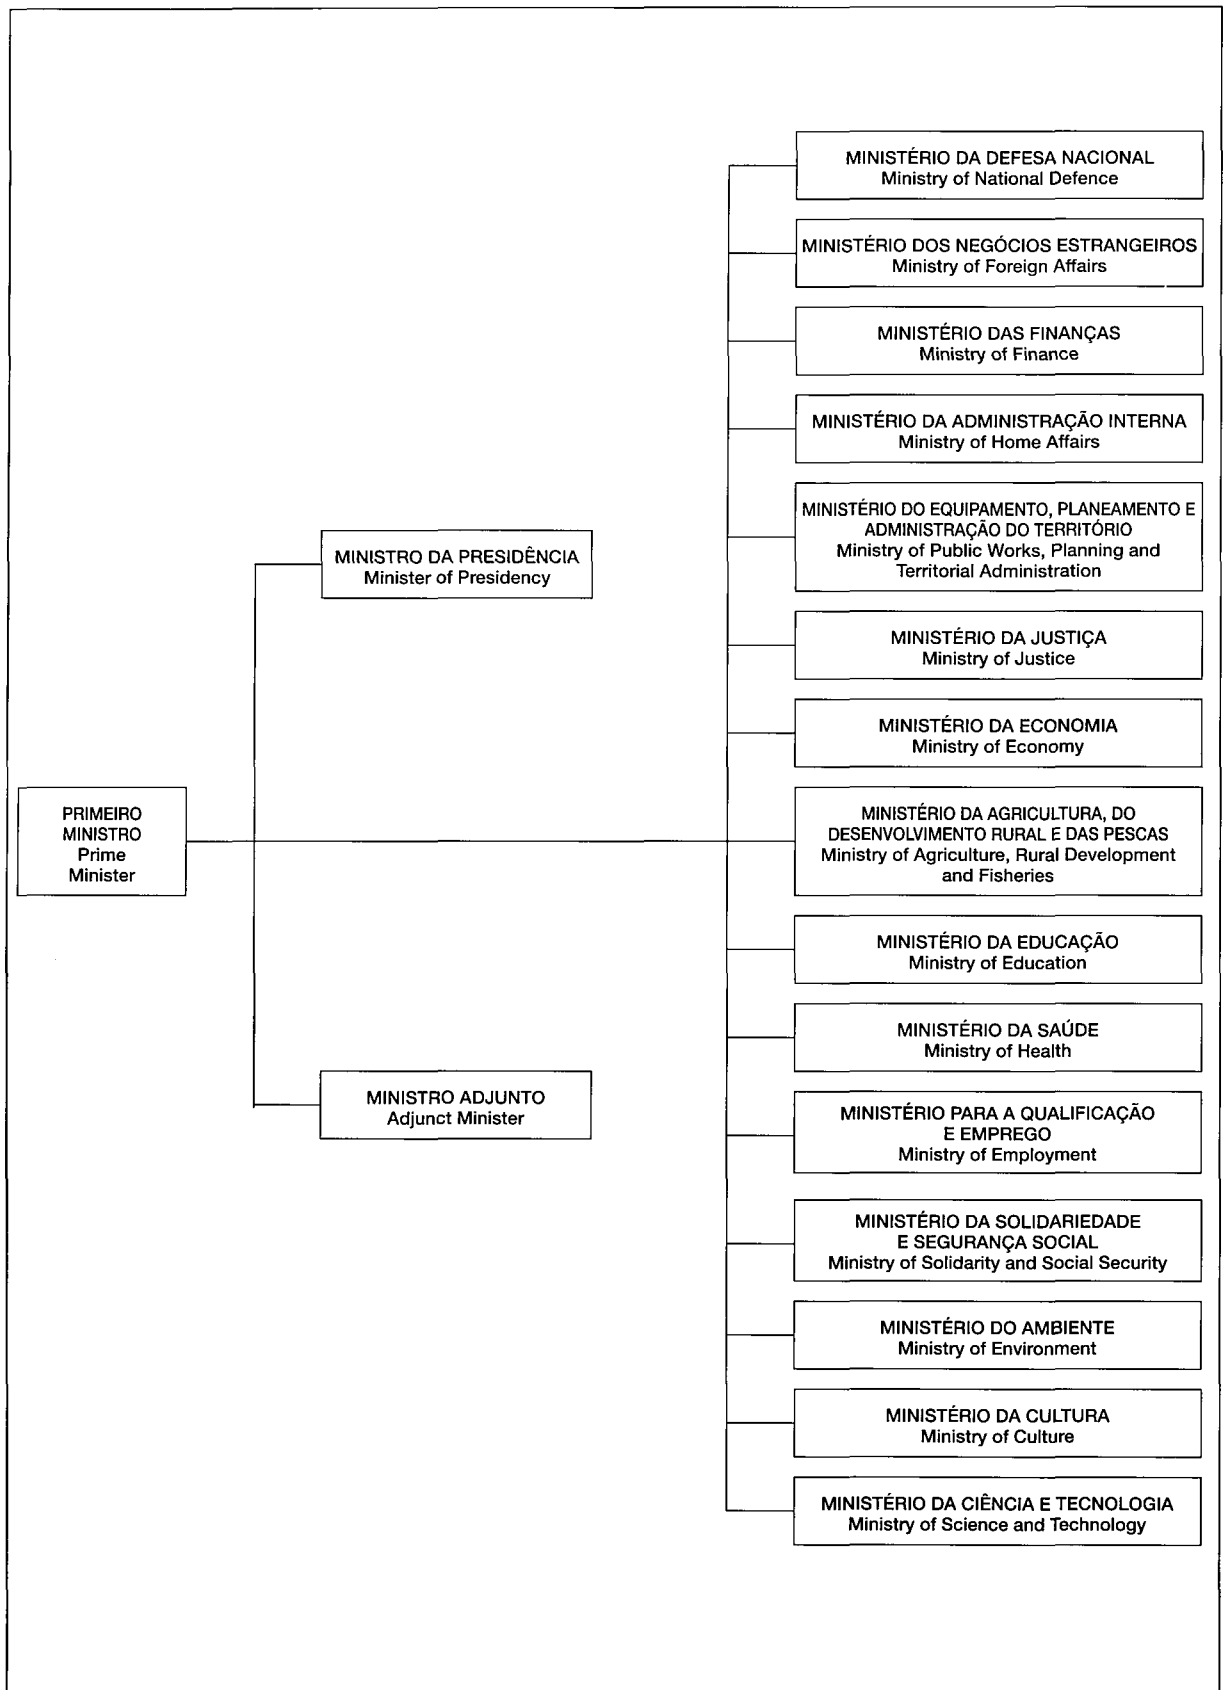 MINISTÉRIO DA DEFESA NACIONAL
Ministry of National Defence
MINISTÉRIO DOS NEGÓCIOS ESTRANGEIROS
Ministry of Foreign Affairs
MINISTÉRIO DAS FINANÇAS
Ministry of Finance
MINISTÉRIO DA ADMINISTRAÇÃO INTERNA
Ministry of Home Affairs
MINISTÉRIO DO EQUIPAMENTO, PLANEAMENTO E
ADMINISTRAÇÃO DO TERRITÓRIO
Ministry of Public Works, Planning and
Territorial Administration
MINISTRO DA PRESIDÊNCIA
Minister of Presidency
MINISTÉRIO DA JUSTIÇA
Ministry of Justice
MINISTÉRIO DA ECONOMIA
Ministry of Economy
PRIMEIRO
MINISTRO
Prime
Minister
MINISTÉRIO DA AGRICULTURA, DO
DESENVOLVIMENTO RURAL E DAS PESCAS
Ministry of Agriculture, Rural Development
and Fisheries
MINISTÉRIO DA EDUCAÇÃO
Ministry of Education
MINISTÉRIO DA SAÚDE
Ministry of Health
MINISTRO ADJUNTO
Adjunct Minister
MINISTÉRIO PARA A QUALIFICAÇÃO
E EMPREGO
Ministry of Employment
MINISTÉRIO DA SOLIDARIEDADE
E SEGURANÇA SOCIAL
Ministry of Solidarity and Social Security
MINISTÉRIO DO AMBIENTE
Ministry of Environment
MINISTÉRIO DA CULTURA
Ministry of Culture
MINISTÉRIO DA CIÊNCIA E TECNOLOGIA
Ministry of Science and Technology